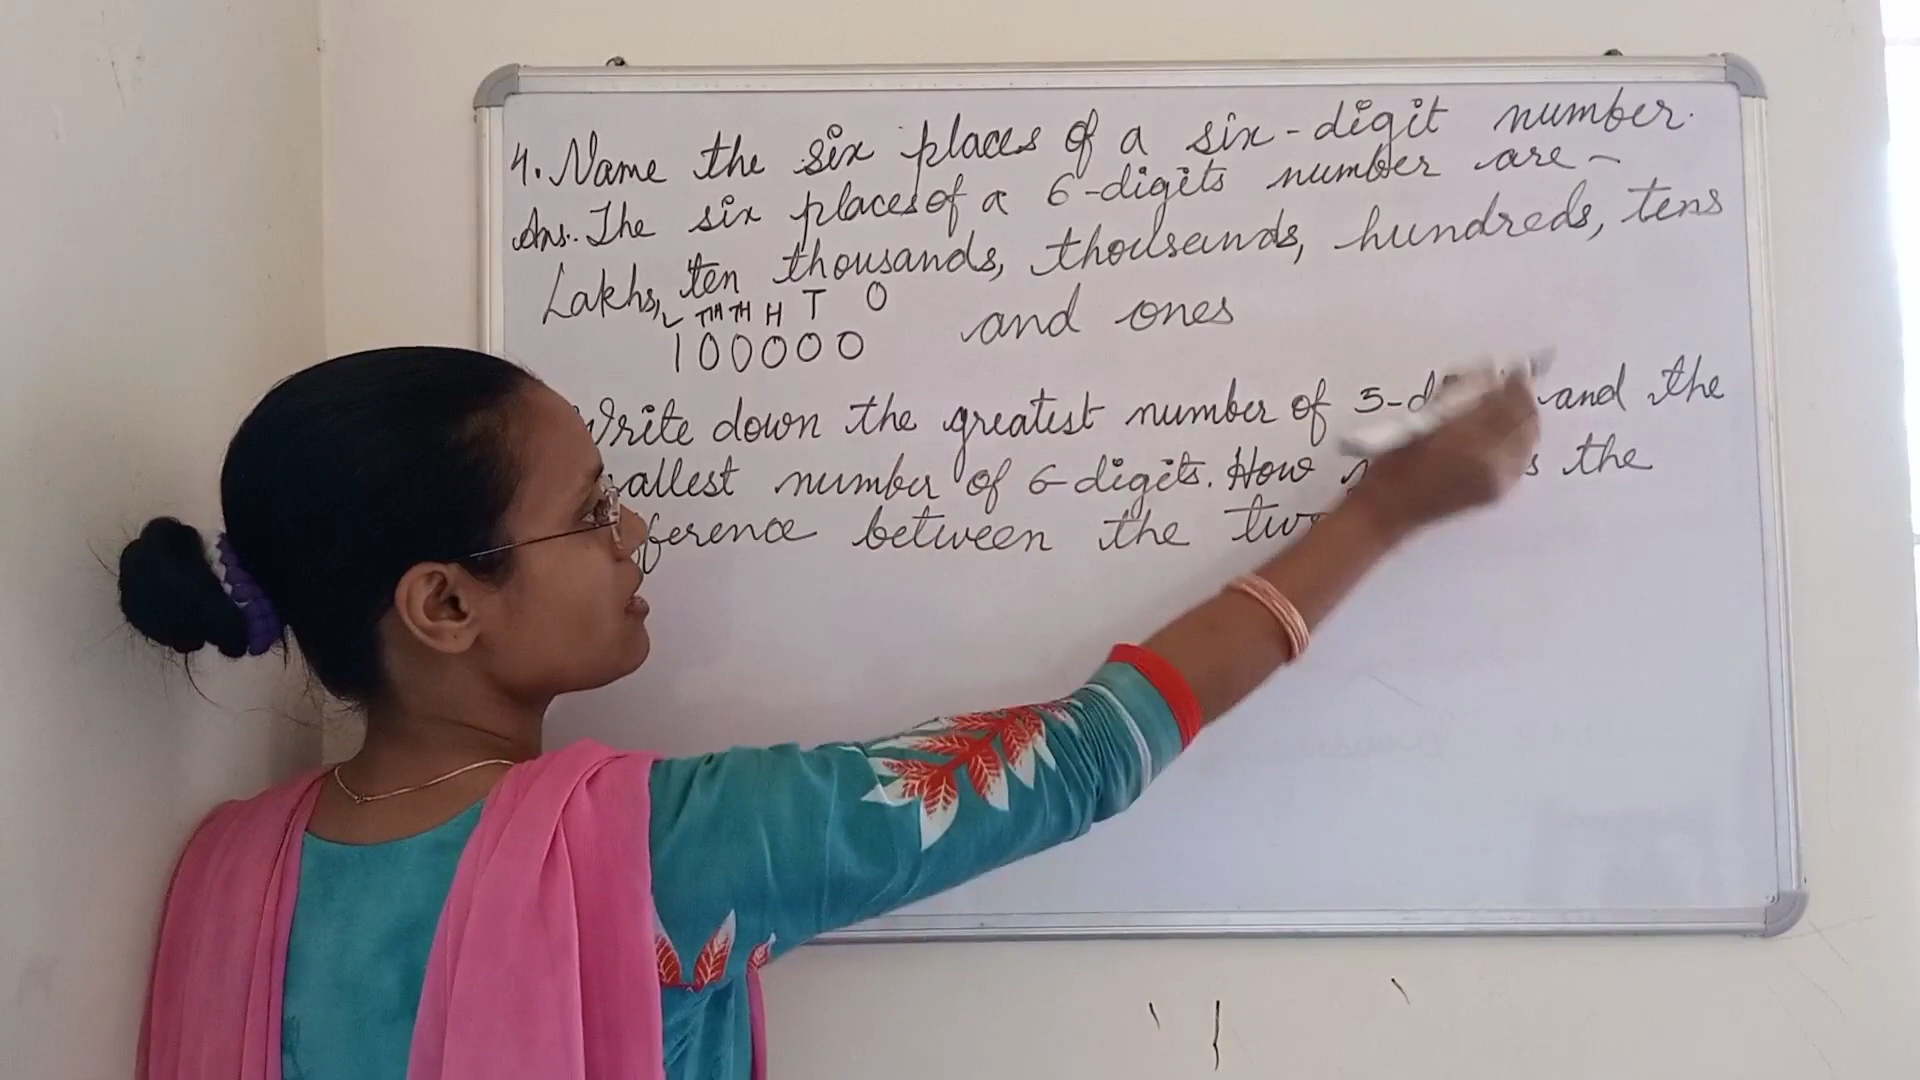 4. Name the six places of a six-digit number.
Ans.. The six places of a 6-digits number are -
Lakhs, ten thousands, thousands, hundreds, tens
L TTH TH H T O
and ones
100000
Write down the greatest number of 5-d and the
allest number of 6-digits. How s the
fference between the tw